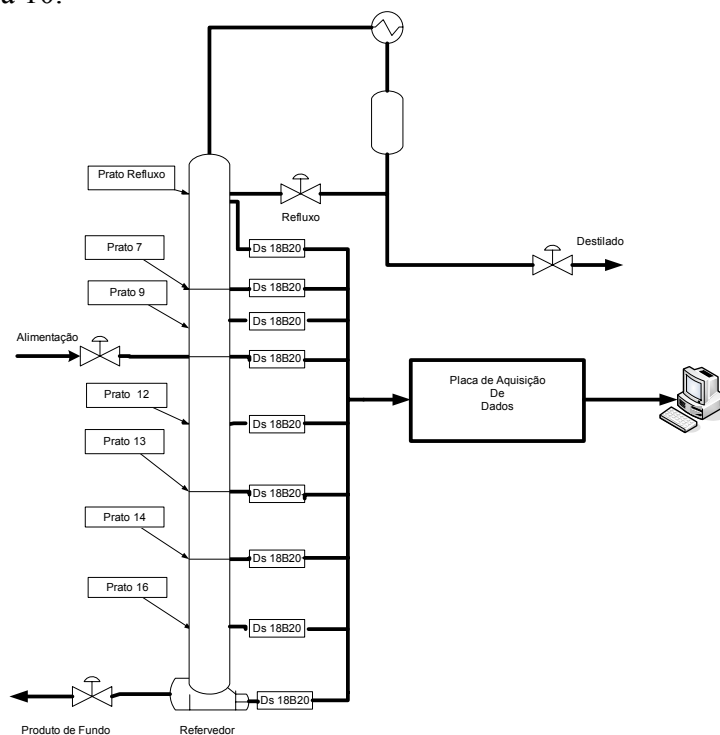 a 10.
Prato Refluxo
Refluxo
Prato 7
Ds 18B20
Destilado
Ds 18B20
Prato 9
Ds 18B20
Alimentação
Ds 18B20
Placa de Aquisição
De
Dados
Prato 12
Ds 18B20
Prato 13
Ds 18B20
Prato 14
Ds 18B20
Prato 16
Ds 18B20
Ds 18B20
Produto de Fundo
Refervedor